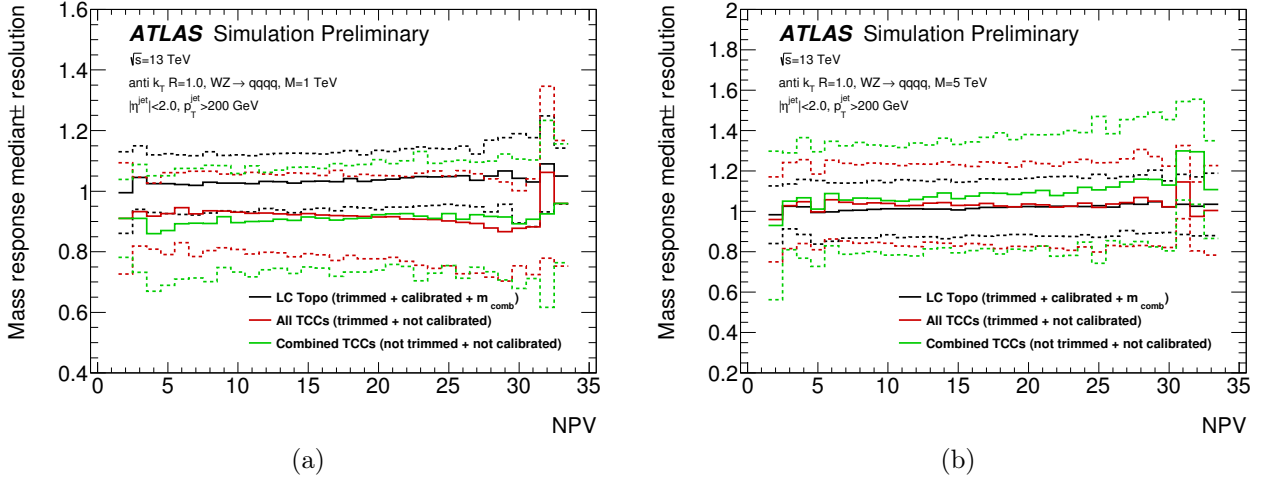 Mass response median± resolution
1.6
1.4
1.2
1
0.8
0.6
0.4
ATLAS Simulation Preliminary
√s=13 TeV
anti k_T R=1.0, WZ→ qqqq, M=1 TeV
|η^jet|<2.0, p_T^jet>200 GeV
LC Topo (trimmed + calibrated + m_comb)
All TCCs (trimmed + not calibrated)
Combined TCCs (not trimmed + not calibrated)
0 5 10 15 20 25 30 35
NPV
(a)
Mass response median± resolution
2
1.8
1.6
1.4
1.2
1
0.8
0.6
0.4
0.2
ATLAS Simulation Preliminary
√s=13 TeV
anti k_T R=1.0, WZ→ qqqq, M=5 TeV
|η^jet|<2.0, p_T^jet>200 GeV
LC Topo (trimmed + calibrated + m_comb)
All TCCs (trimmed + not calibrated)
Combined TCCs (not trimmed + not calibrated)
0 5 10 15 20 25 30 35
NPV
(b)